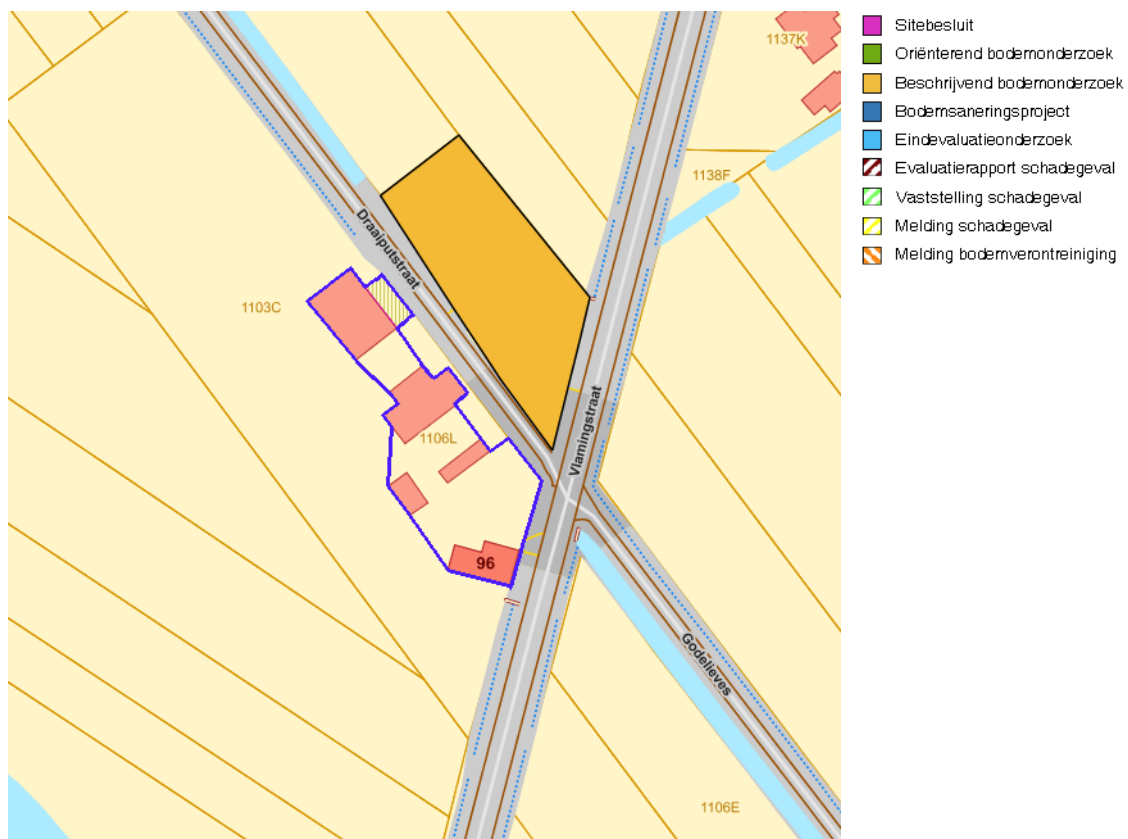 Sitebesluit
Oriënterend bodemonderzoek
Beschrijvend bodemonderzoek
Bodemsaneringsproject
Eindevaluatieonderzoek
Evaluatierapport schadegeval
Vaststelling schadegeval
Melding schadegeval
Melding bodemverontreiniging
1137K
1138F
Draaiputstraat
1103C
Vlamingstraat
1106L
96
Godelieves
1106E